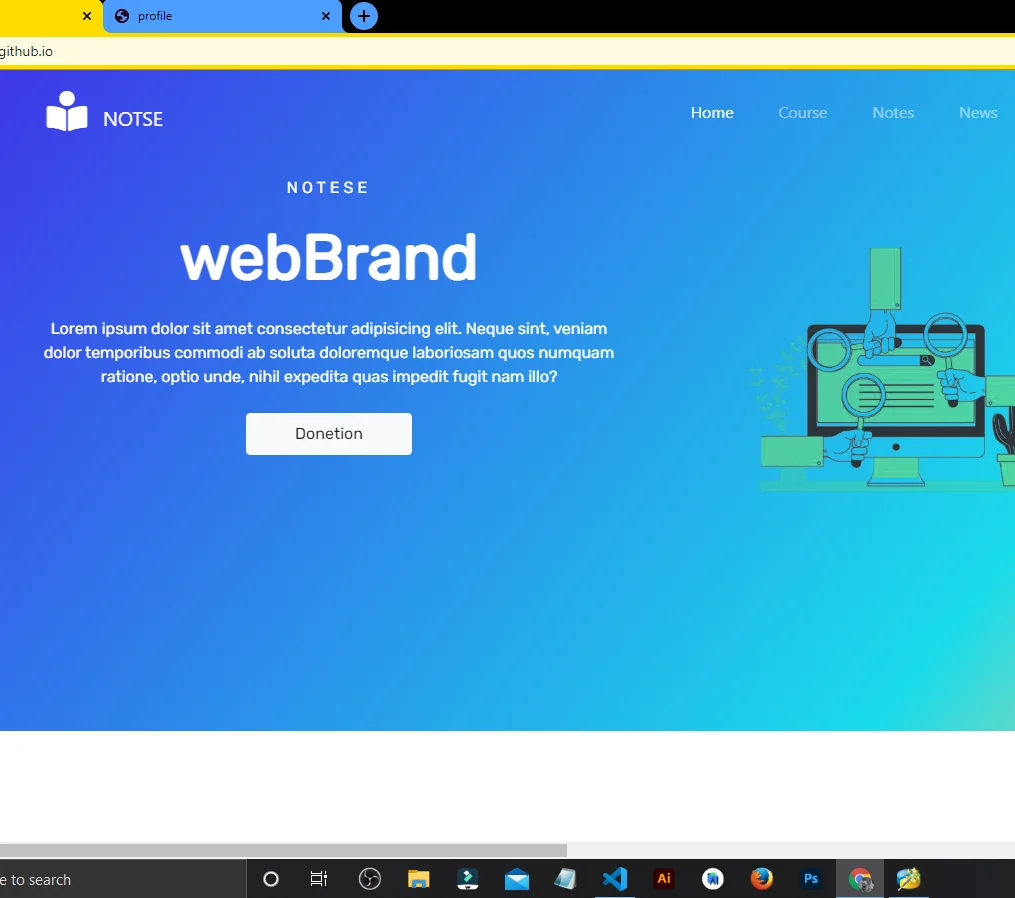 profile
github.io
NOTSE
Home Course Notes News
NOTESE
webBrand
Lorem ipsum dolor sit amet consectetur adipisicing elit. Neque sint, veniam
dolor temporibus commodi ab soluta doloremque laboriosam quos numquam
ratione, optio unde, nihil expedita quas impedit fugit nam illo?
Donetion
e to search
Ai
Ps